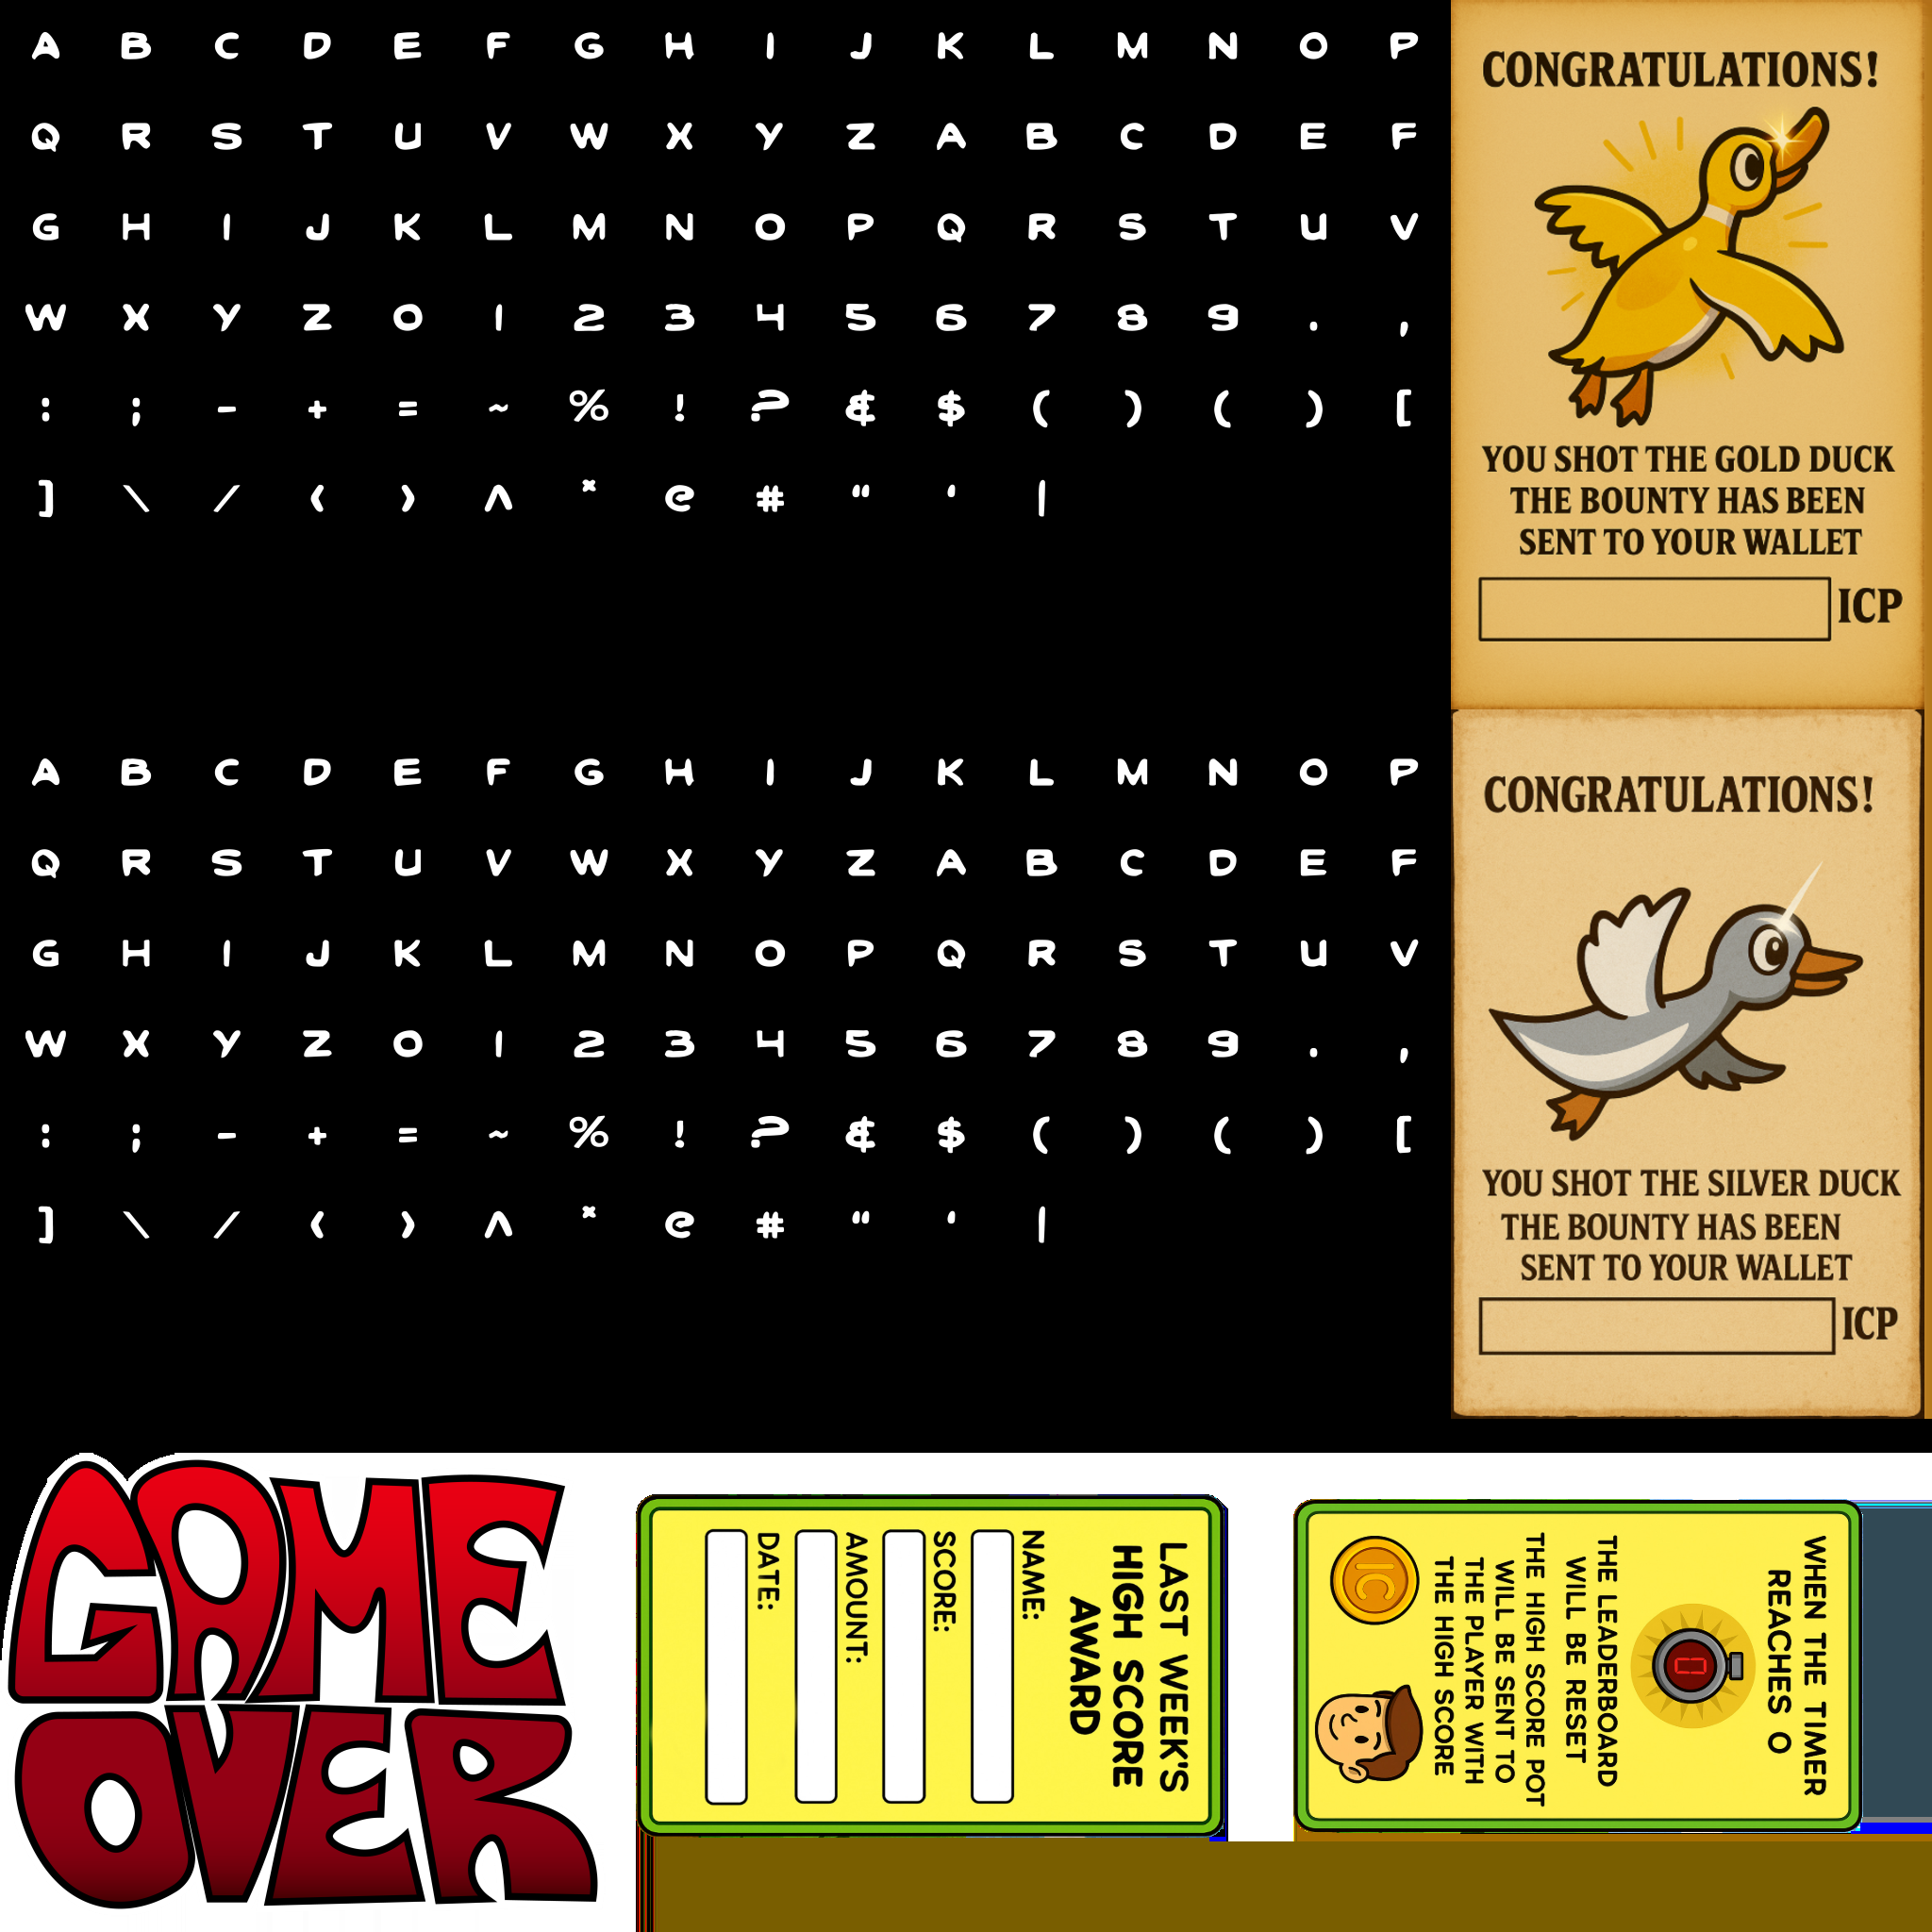 A B C D E F G H I J K L M N O P
Q R S T U V W X Y Z A B C D E F
G H I J K L M N O P Q R S T U V
W X Y Z 0 1 2 3 4 5 6 7 8 9 . ,
: ; - + = ~ % ! ? & $ ( ) ( ) [
] \ / < > ^ * @ # " ' |
CONGRATULATIONS!
YOU SHOT THE GOLD DUCK
THE BOUNTY HAS BEEN
SENT TO YOUR WALLET
ICP
A B C D E F G H I J K L M N O P
Q R S T U V W X Y Z A B C D E F
G H I J K L M N O P Q R S T U V
W X Y Z 0 1 2 3 4 5 6 7 8 9 . ,
: ; - + = ~ % ! ? & $ ( ) ( ) [
] \ / < > ^ * @ # " ' |
CONGRATULATIONS!
YOU SHOT THE SILVER DUCK
THE BOUNTY HAS BEEN
SENT TO YOUR WALLET
ICP
GAME
OVER
LAST WEEK'S
HIGH SCORE
AWARD
NAME:
SCORE:
AMOUNT:
DATE:
WHEN THE TIMER
REACHES 0
0
THE LEADERBOARD
WILL BE RESET
THE HIGH SCORE POT
WILL BE SENT TO
THE PLAYER WITH
THE HIGH SCORE
IC